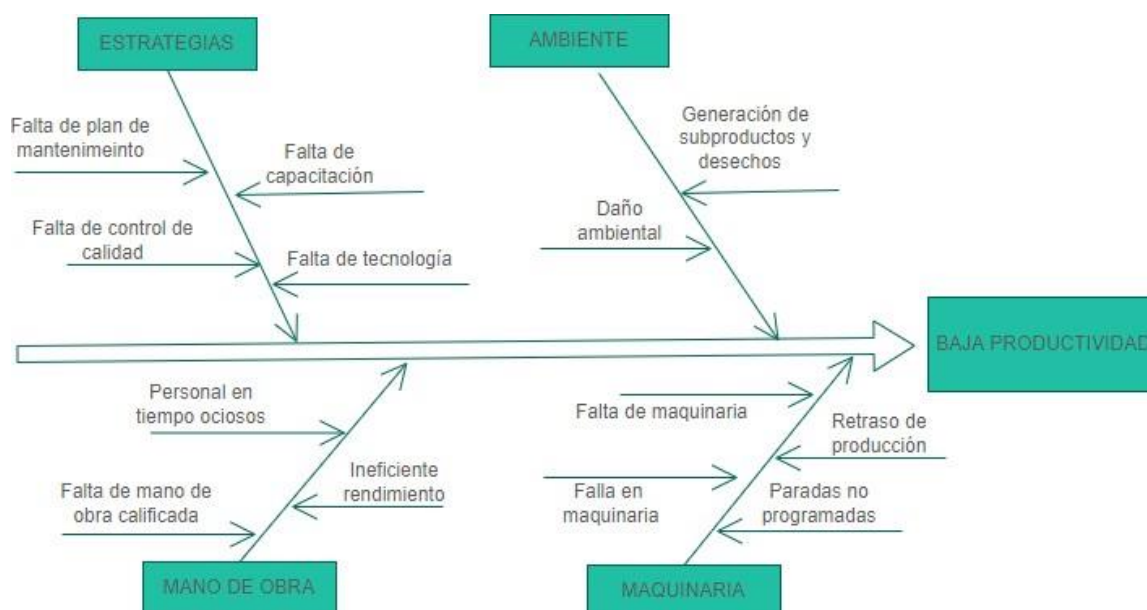 ESTRATEGIAS
AMBIENTE
Falta de plan de
mantenimeinto
Falta de
capacitación
Falta de control de
calidad
Falta de tecnología
Generación de
subproductos y
desechos
Daño
ambiental
BAJA PRODUCTIVIDAD
Personal en
tiempo ociosos
Ineficiente
rendimiento
Falta de mano de
obra calificada
Falta de maquinaria
Retraso de
producción
Falla en
maquinaria
Paradas no
programadas
MANO DE OBRA
MAQUINARIA